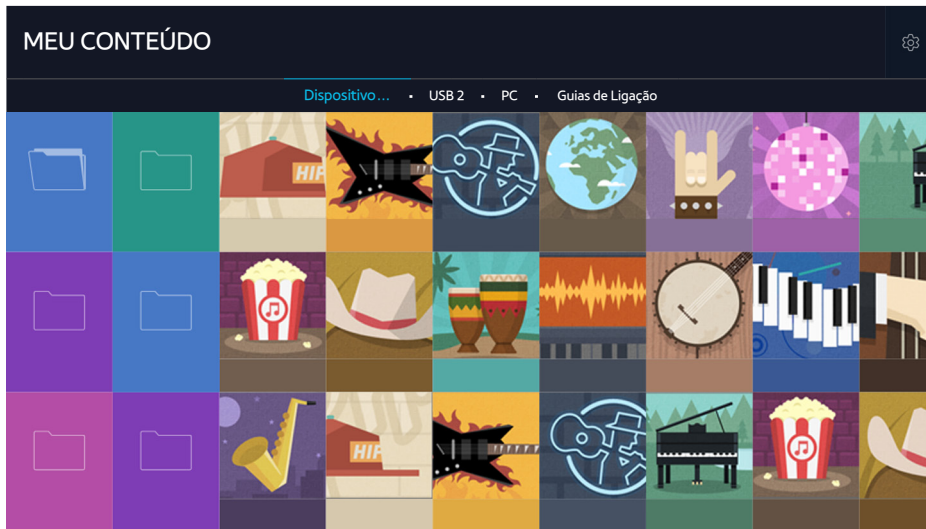 MEU CONTEÚDO
Dispositivo... ▪ USB 2 ▪ PC ▪ Guias de Ligação
HIP
HIP